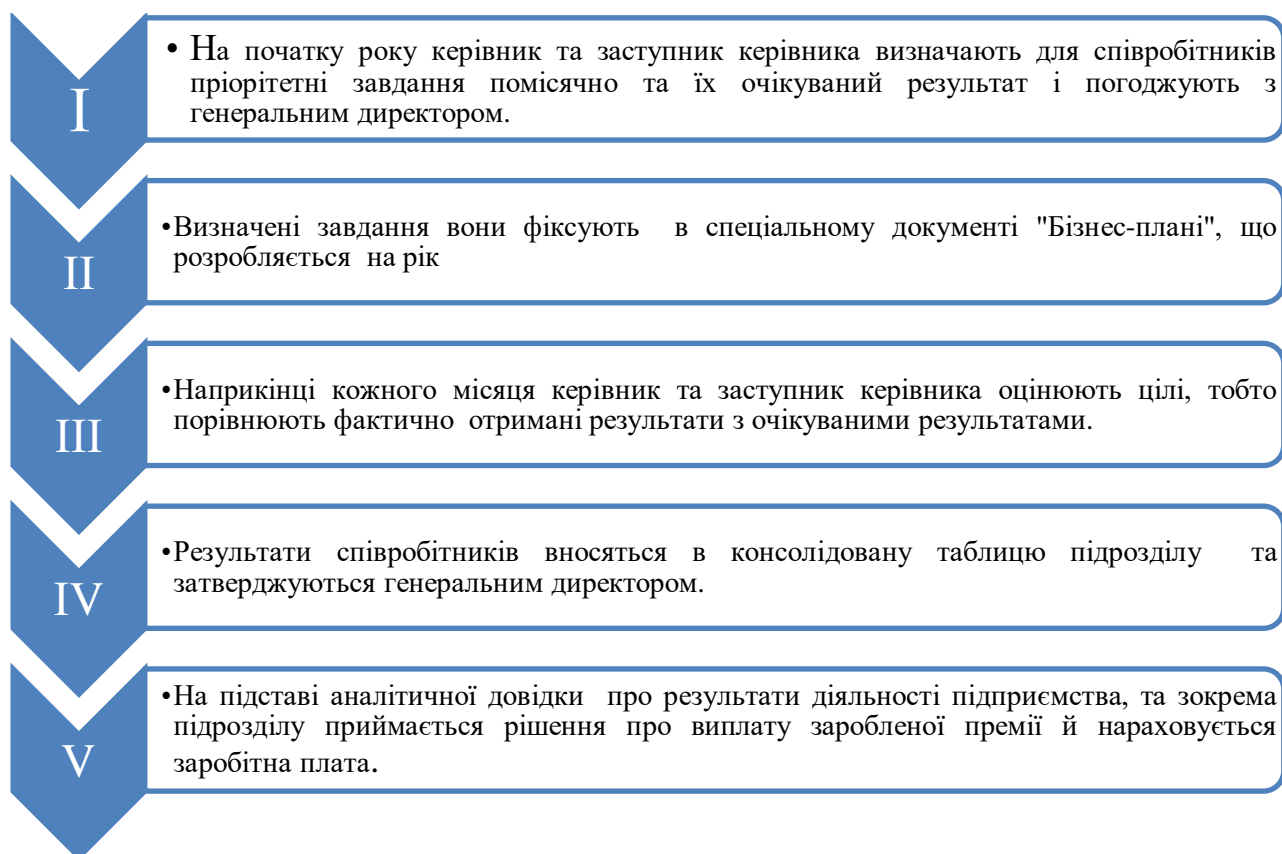 I
• На початку року керівник та заступник керівника визначають для співробітників
пріорітетні завдання помісячно та їх очікуваний результат і погоджують з
генеральним директором.
II
•Визначені завдання вони фіксують в спеціальному документі "Бізнес-плані", що
розробляється на рік
III
•Наприкінці кожного місяця керівник та заступник керівника оцінюють цілі, тобто
порівнюють фактично отримані результати з очікуваними результатами.
IV
•Результати співробітників вносяться в консолідовану таблицю підрозділу та
затверджуються генеральним директором.
V
•На підставі аналітичної довідки про результати діяльності підприємства, та зокрема
підрозділу приймається рішення про виплату заробленої премії й нараховується
заробітна плата.